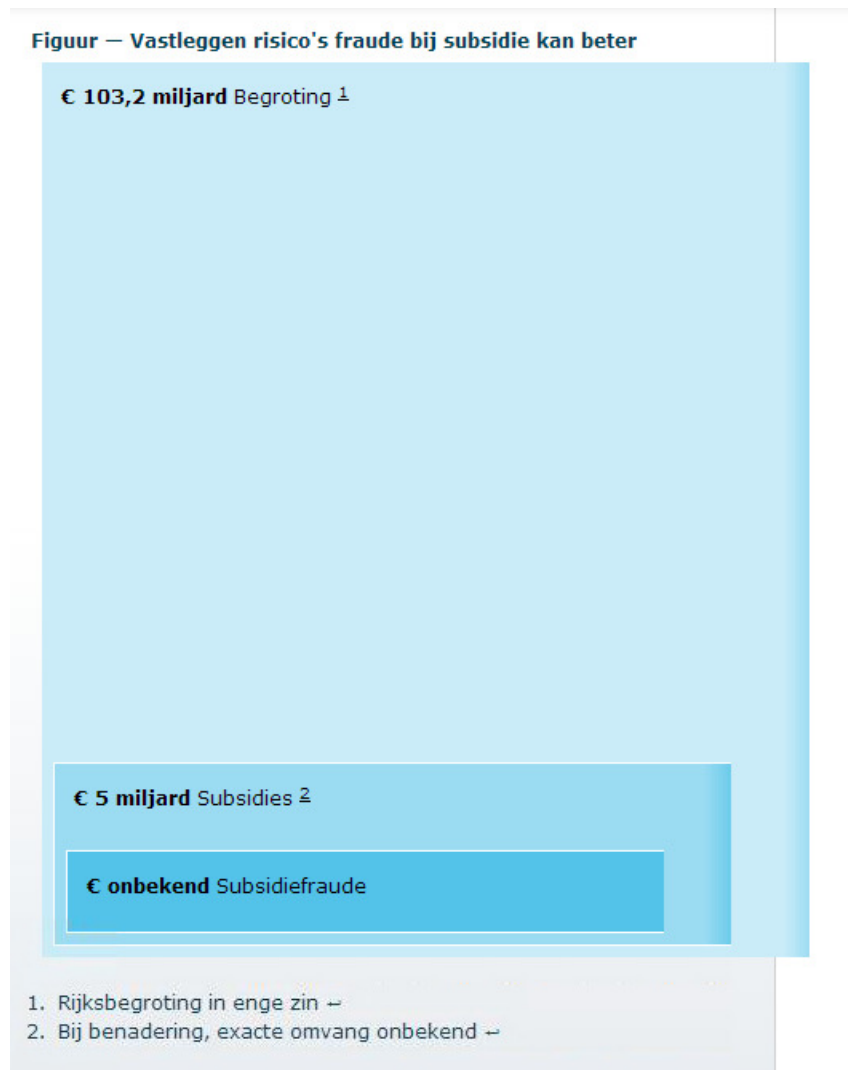 Figuur — Vastleggen risico's fraude bij subsidie kan beter
€ 103,2 miljard Begroting 1
€ 5 miljard Subsidies 2
€ onbekend Subsidiefraude
1. Rijksbegroting in enge zin ↩
2. Bij benadering, exacte omvang onbekend ↩